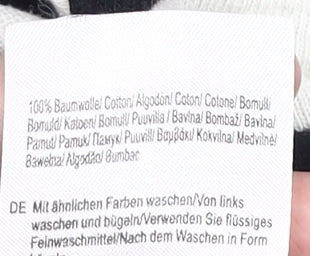 100% Baumwolle/ Cotton/ Algodón/ Coton/ Cotone/ Bomull/
Bomuld/ Katoen/ Bomull/ Puuvilla / Bavlna/ Bombaž/ Bavlna/
Pamut/ Pamuk/ Памук/ Puuvill/ Βαμβάκι/ Kokvilna/ Medvilnė/
Bawełna/ Algodão/ Bumbac
DE Mit ähnlichen Farben waschen/Von links
waschen und bügeln/Verwenden Sie flüssiges
Feinwaschmittel/Nach dem Waschen in Form